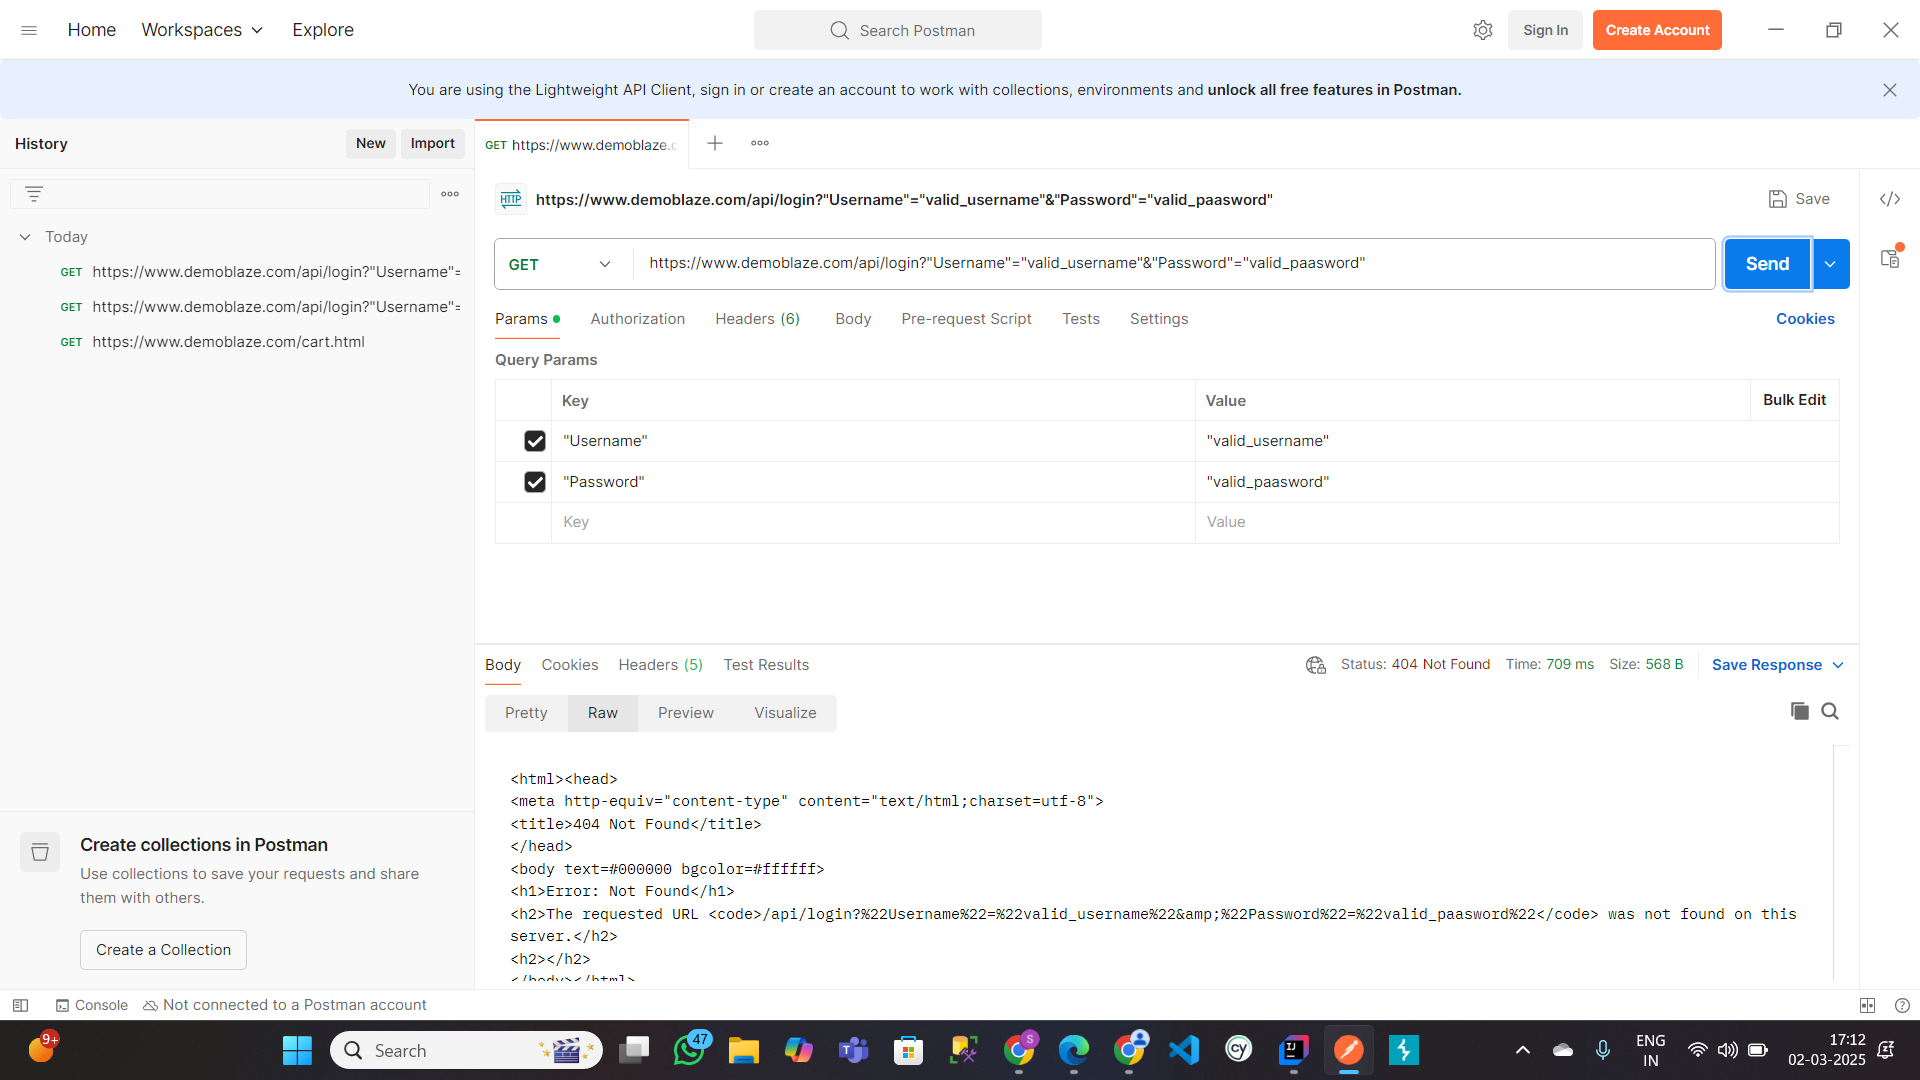 Home
Workspaces
Explore
Search Postman
Sign In
Create Account
You are using the Lightweight API Client, sign in or create an account to work with collections, environments and unlock all free features in Postman.
History
New
Import
GET https://www.demoblaze.c
Today
GET https://www.demoblaze.com/api/login?"Username"=
GET https://www.demoblaze.com/api/login?"Username"=
GET https://www.demoblaze.com/cart.html
HTTP https://www.demoblaze.com/api/login?"Username"="valid_username"&"Password"="valid_paasword"
Save
GET
https://www.demoblaze.com/api/login?"Username"="valid_username"&"Password"="valid_paasword"
Send
Params
Authorization
Headers (6)
Body
Pre-request Script
Tests
Settings
Cookies
Query Params
Key
Value
Bulk Edit
"Username"
"valid_username"
"Password"
"valid_paasword"
Key
Value
Body
Cookies
Headers (5)
Test Results
Status: 404 Not Found
Time: 709 ms
Size: 568 B
Save Response
Pretty
Raw
Preview
Visualize
<html><head>
<meta http-equiv="content-type" content="text/html;charset=utf-8">
<title>404 Not Found</title>
</head>
<body text=#000000 bgcolor=#ffffff>
<h1>Error: Not Found</h1>
<h2>The requested URL <code>/api/login?%22Username%22=%22valid_username%22&amp;%22Password%22=%22valid_paasword%22</code> was not found on this
server.</h2>
<h2></h2>
</body></html>
Create collections in Postman
Use collections to save your requests and share
them with others.
Create a Collection
Console
Not connected to a Postman account
9+
Search
47
T
S
cy
IJ
ENG
IN
17:12
02-03-2025